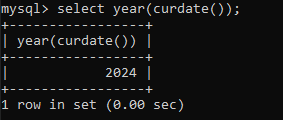 mysql> select year(curdate());
+-----------------+
| year(curdate()) |
+-----------------+
|            2024 |
+-----------------+
1 row in set (0.00 sec)